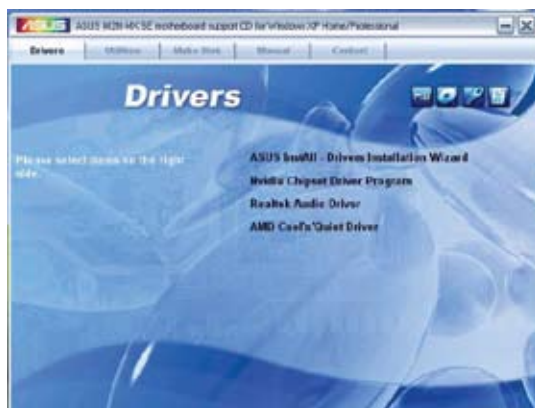 ASUS M2N-MX SE motherboard support CD for Windows XP Home/Professional
Drivers Utilities Make Disk Manual Contact
Drivers
Please select items on the right
side.
ASUS InstAll - Drivers Installation Wizard
Nvidia Chipset Driver Program
Realtek Audio Driver
AMD Cool'n'Quiet Driver